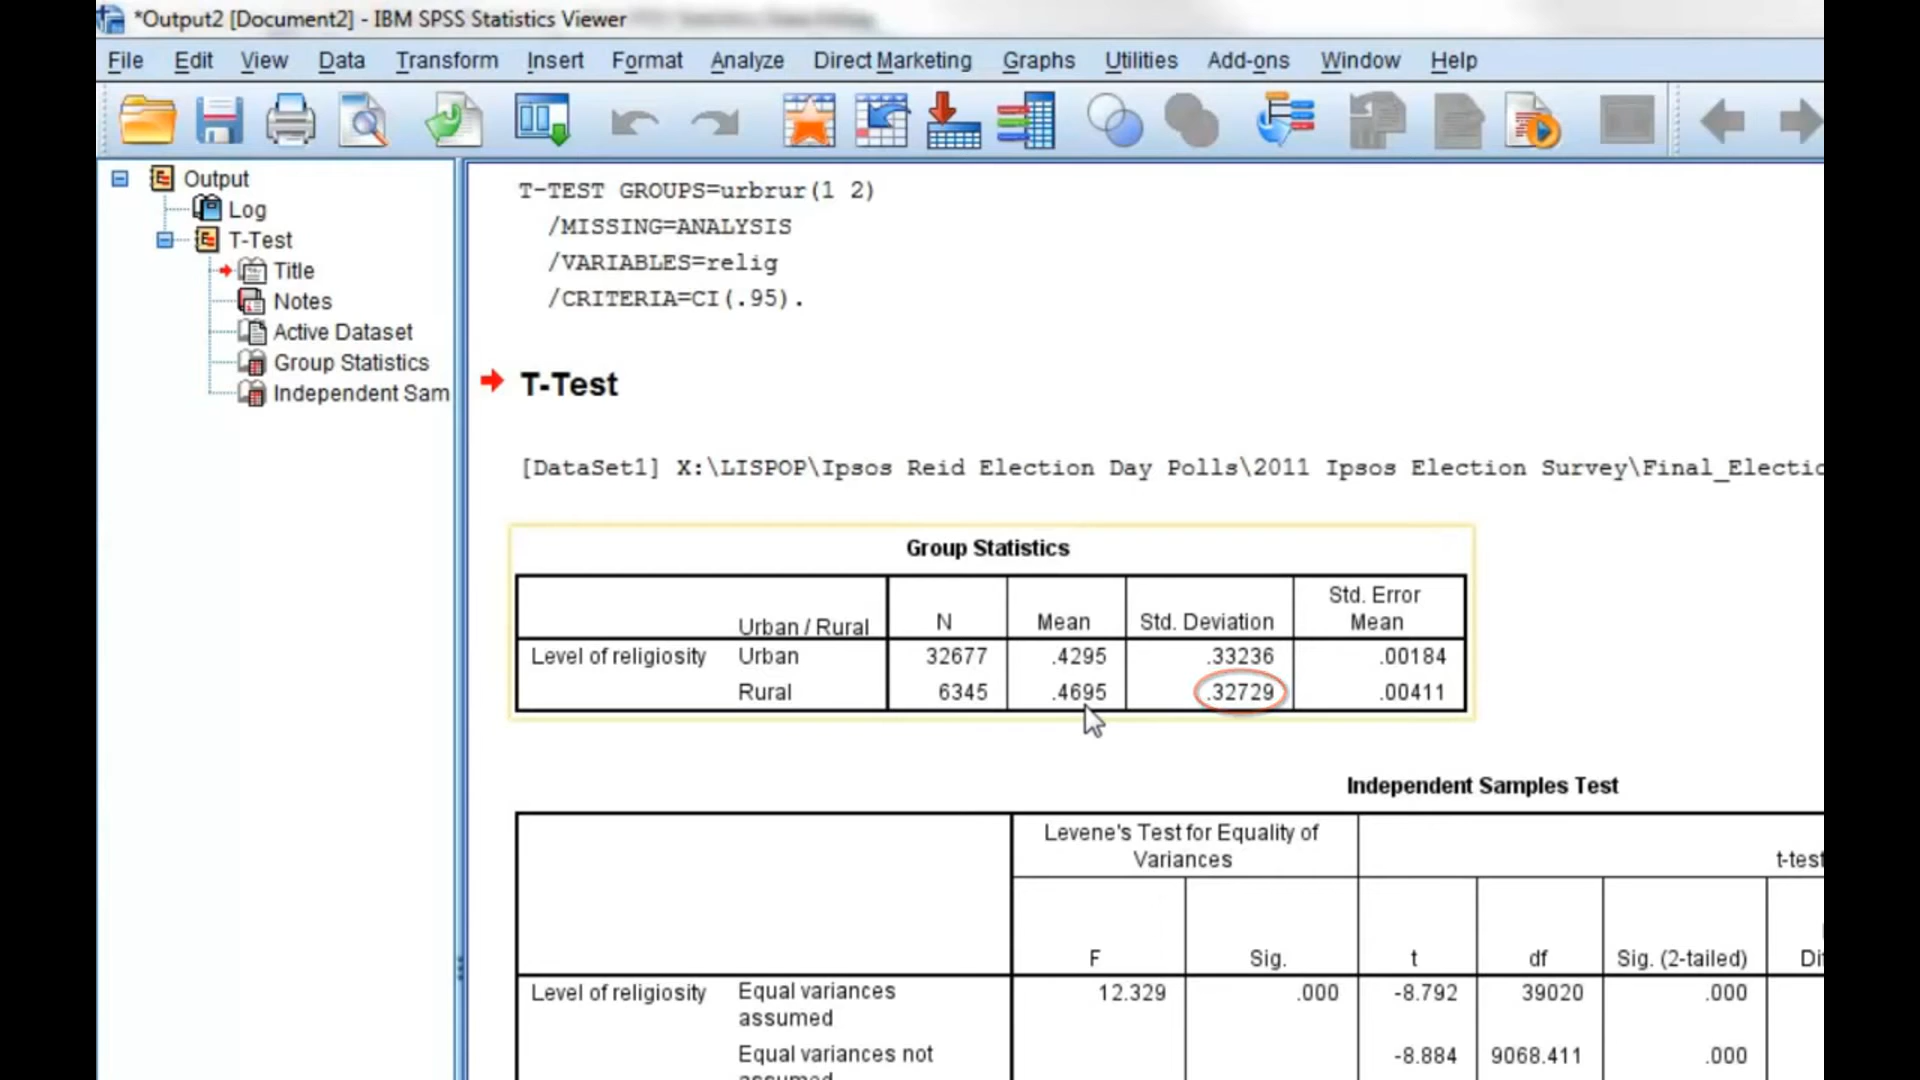 *Output2 [Document2] - IBM SPSS Statistics Viewer
File Edit View Data Transform Insert Format Analyze Direct Marketing Graphs Utilities Add-ons Window Help
Output
Log
T-Test
Title
Notes
Active Dataset
Group Statistics
Independent Sam
T-TEST GROUPS=urbrur(1 2)
/MISSING=ANALYSIS
/VARIABLES=relig
/CRITERIA=CI(.95).
T-Test
[DataSet1] X:\LISPOP\Ipsos Reid Election Day Polls\2011 Ipsos Election Survey\Final_Electio
Group Statistics
Urban / Rural N Mean Std. Deviation Std. Error Mean
Level of religiosity Urban 32677 .4295 .33236 .00184
Rural 6345 .4695 .32729 .00411
Independent Samples Test
Levene's Test for Equality of
Variances
t-test
F Sig. t df Sig. (2-tailed) Di
Level of religiosity Equal variances assumed 12.329 .000 -8.792 39020 .000
Equal variances not -8.884 9068.411 .000